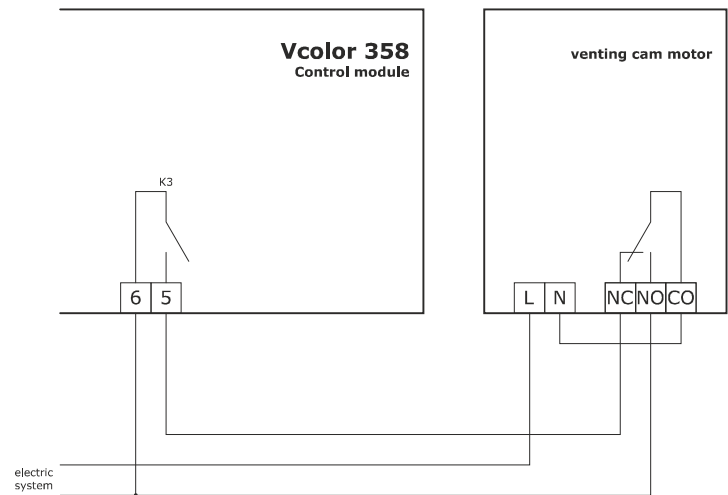 Vcolor 358
Control module
venting cam motor
K3
6 5
L N NC NO CO
electric
system